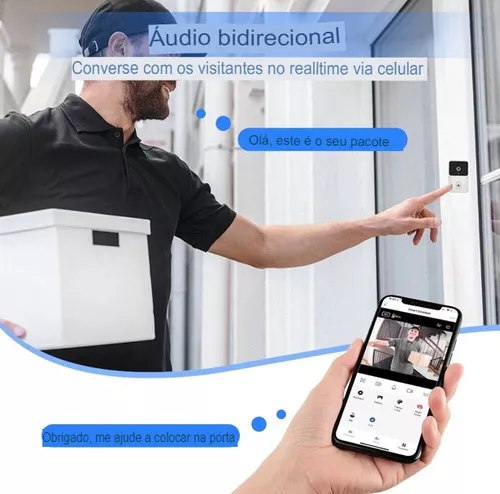 Áudio bidirecional
Converse com os visitantes no realltime via celular
Olá, este é o seu pacote
Obrigado, me ajude a colocar na porta